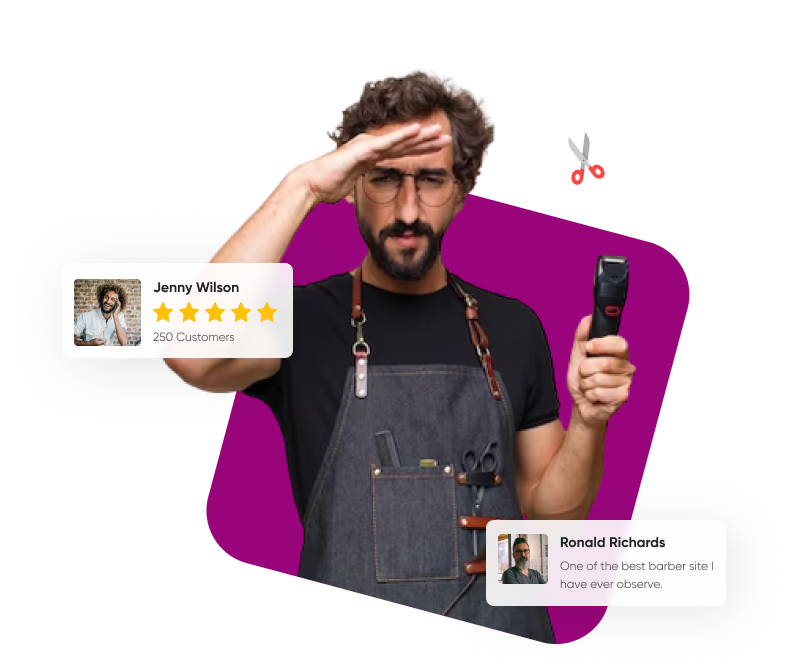 Jenny Wilson
250 Customers
Ronald Richards
One of the best barber site I
have ever observe.